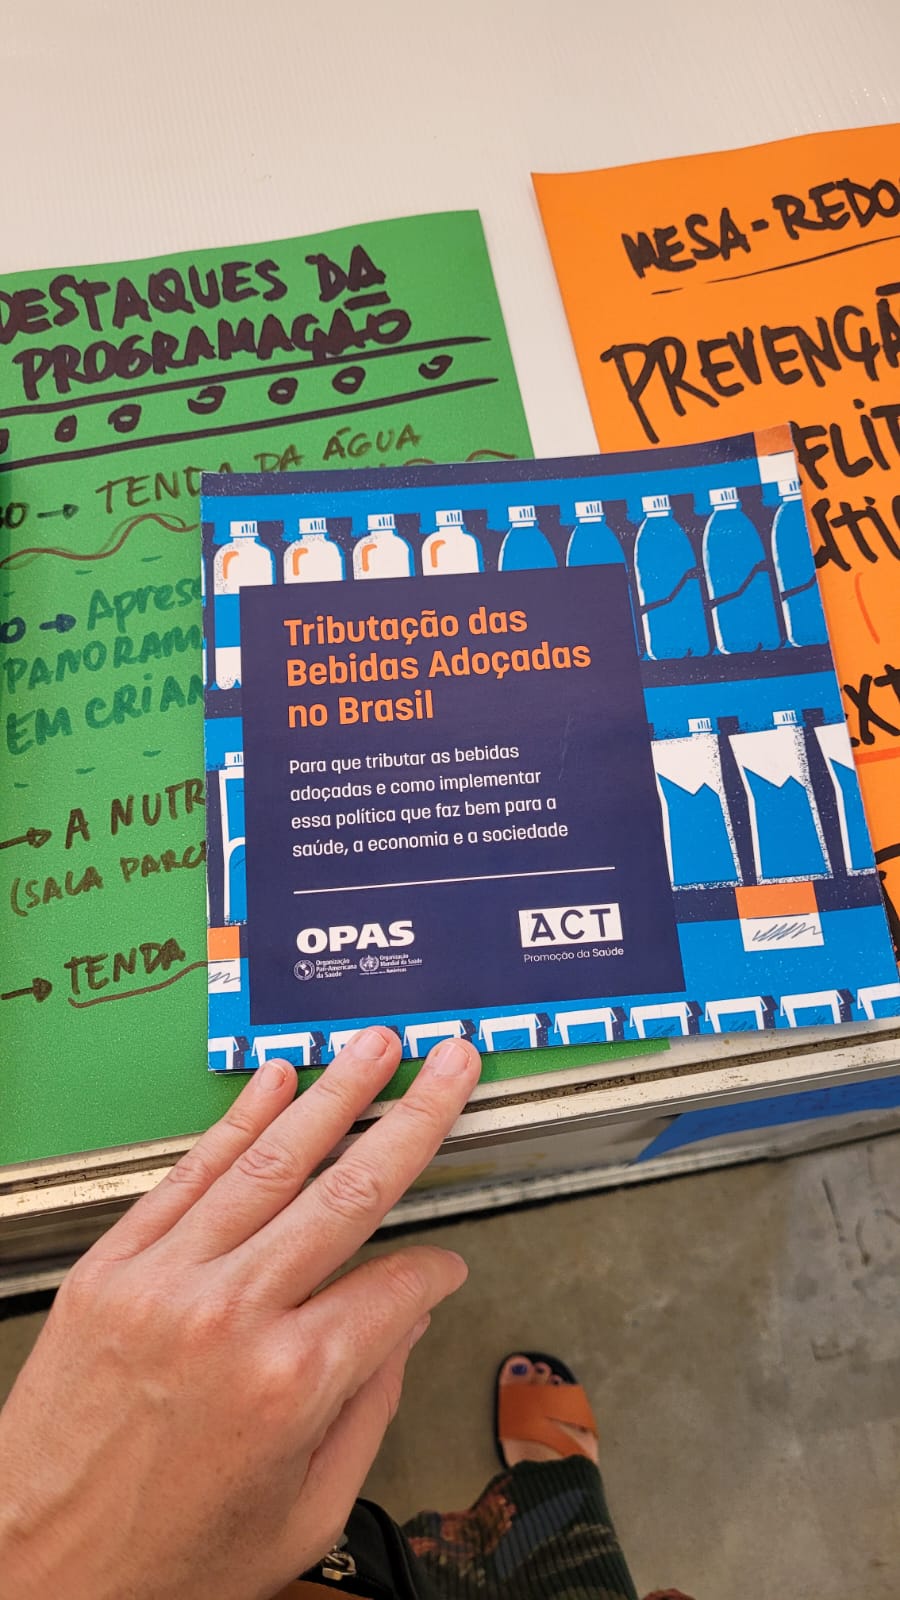 DESTAQUES DA
PROGRAMAÇÃO
→ TENDA DA ÁGUA
→ Apres
PANORAM
EM CRIAN
→ A NUTR
(SALA PARC
→ TENDA
MESA-REDO
PREVENÇÃ
FLIT
Tributação das
Bebidas Adoçadas
no Brasil
Para que tributar as bebidas
adoçadas e como implementar
essa política que faz bem para a
saúde, a economia e a sociedade
OPAS
Organização
Pan-Americana
da Saúde
Organização
Mundial da Saúde
ACT
Promoção da Saúde